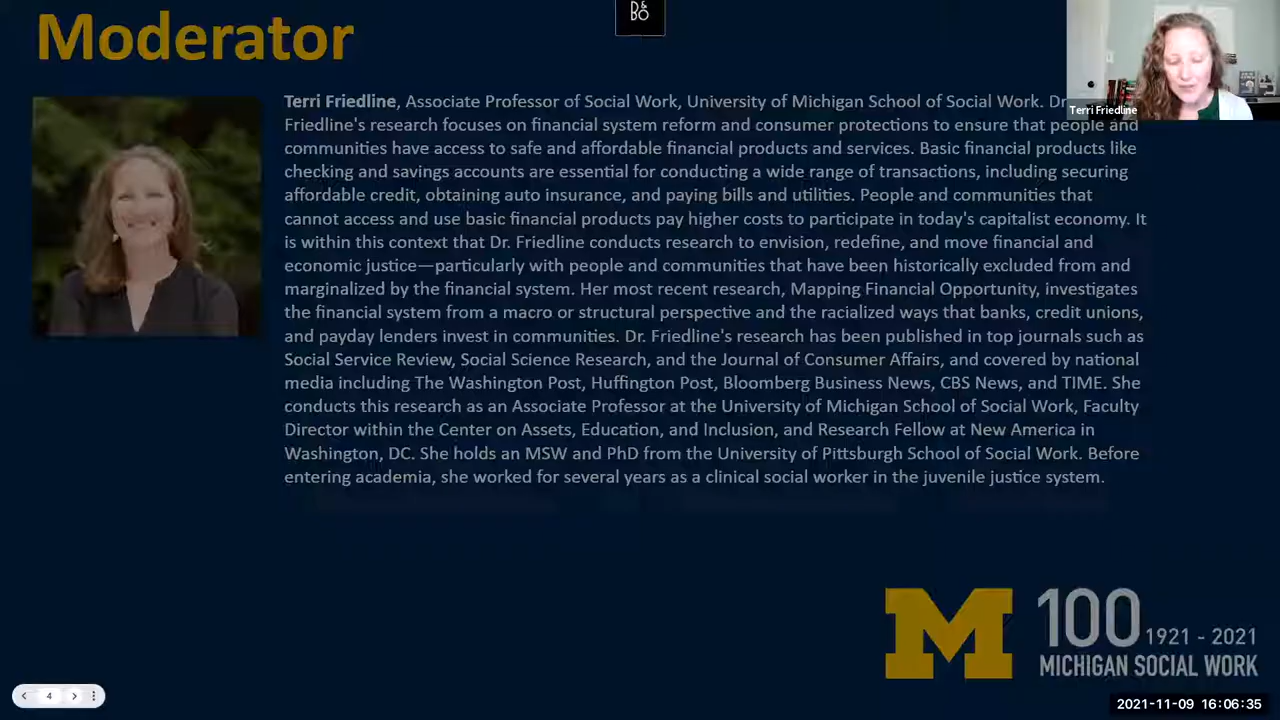 Moderator
B&O
Terri Friedline
Terri Friedline, Associate Professor of Social Work, University of Michigan School of Social Work. Dr
Friedline's research focuses on financial system reform and consumer protections to ensure that people and
communities have access to safe and affordable financial products and services. Basic financial products like
checking and savings accounts are essential for conducting a wide range of transactions, including securing
affordable credit, obtaining auto insurance, and paying bills and utilities. People and communities that
cannot access and use basic financial products pay higher costs to participate in today's capitalist economy. It
is within this context that Dr. Friedline conducts research to envision, redefine, and move financial and
economic justice—particularly with people and communities that have been historically excluded from and
marginalized by the financial system. Her most recent research, Mapping Financial Opportunity, investigates
the financial system from a macro or structural perspective and the racialized ways that banks, credit unions,
and payday lenders invest in communities. Dr. Friedline's research has been published in top journals such as
Social Service Review, Social Science Research, and the Journal of Consumer Affairs, and covered by national
media including The Washington Post, Huffington Post, Bloomberg Business News, CBS News, and TIME. She
conducts this research as an Associate Professor at the University of Michigan School of Social Work, Faculty
Director within the Center on Assets, Education, and Inclusion, and Research Fellow at New America in
Washington, DC. She holds an MSW and PhD from the University of Pittsburgh School of Social Work. Before
entering academia, she worked for several years as a clinical social worker in the juvenile justice system.
M
100 1921 - 2021
MICHIGAN SOCIAL WORK
4
2021-11-09 16:06:35